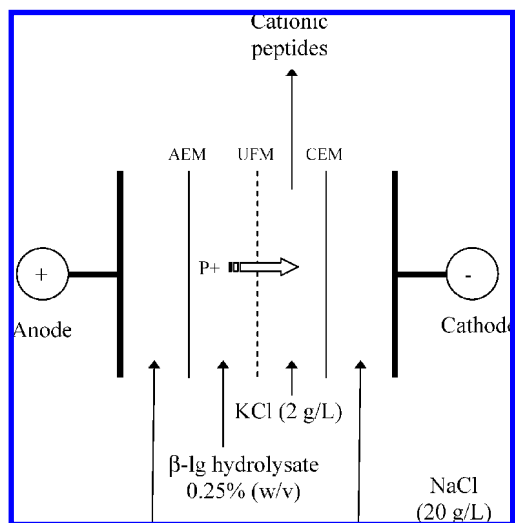 Cationic
peptides
AEM UFM CEM
P+
+ -
Anode Cathode
KCl (2 g/L)
β-lg hydrolysate
0.25% (w/v)
NaCl
(20 g/L)